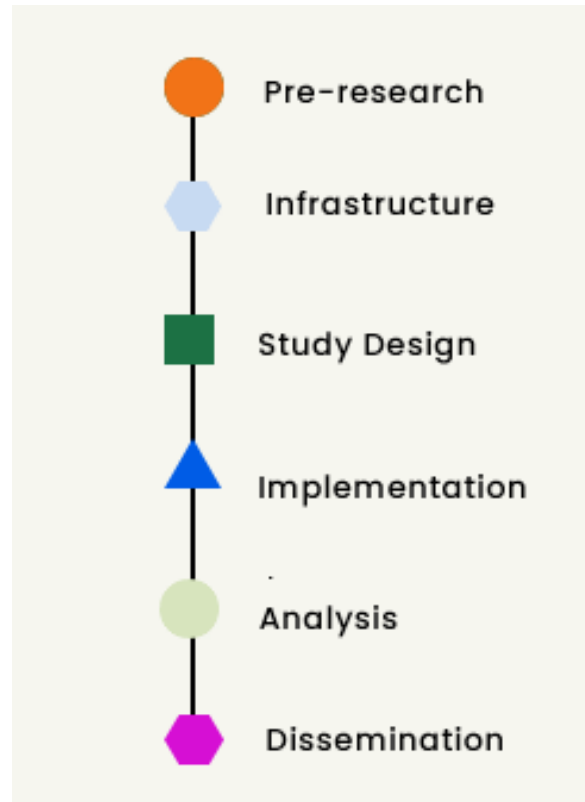 Pre-research
Infrastructure
Study Design
Implementation
Analysis
Dissemination